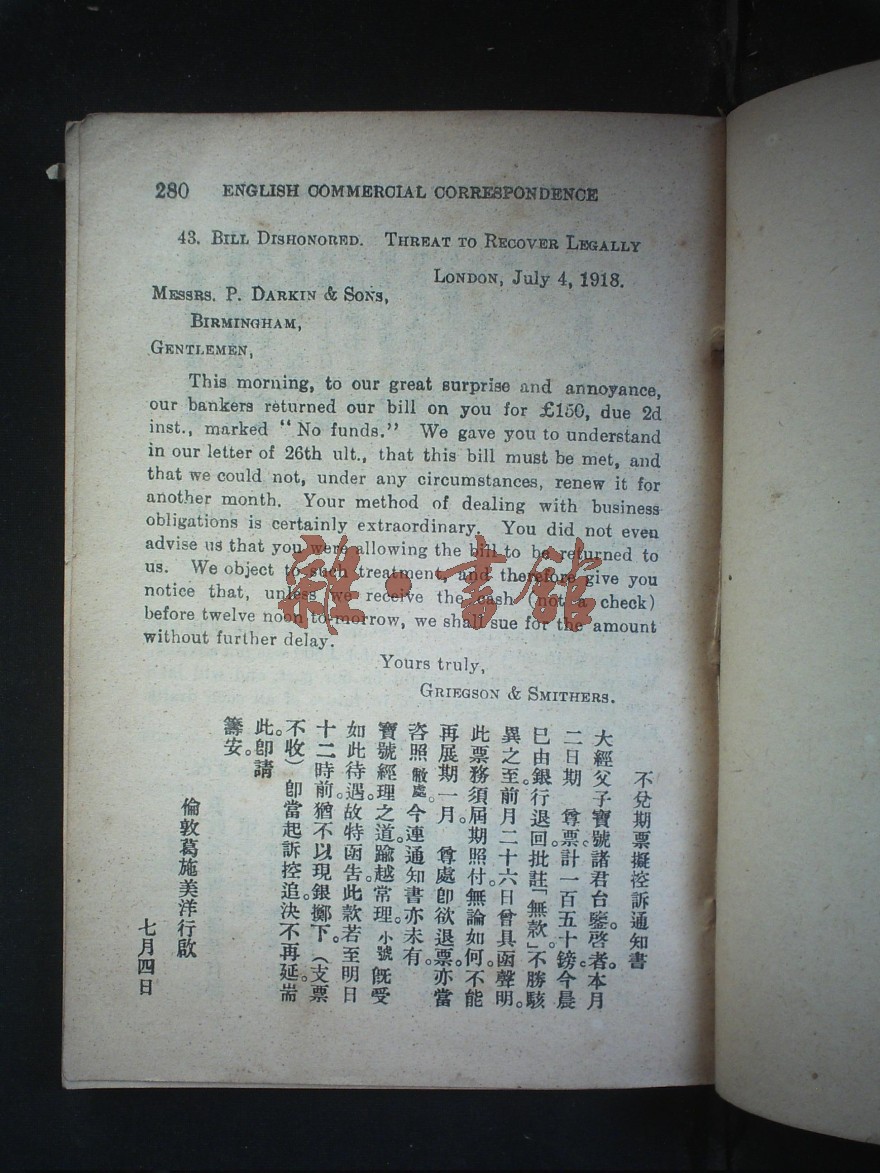 280 ENGLISH COMMERCIAL CORRESPONDENCE
43. BILL DISHONORED. THREAT TO RECOVER LEGALLY
LONDON, July 4, 1918.
MESSRS. P. DARKIN & SONS,
BIRMINGHAM,
GENTLEMEN,
This morning, to our great surprise and annoyance,
our bankers returned our bill on you for £150, due 2d
inst., marked "No funds." We gave you to understand
in our letter of 26th ult., that this bill must be met, and
that we could not, under any circumstances, renew it for
another month. Your method of dealing with business
obligations is certainly extraordinary. You did not even
advise us that you were allowing the bill to be returned to
us. We object to such treatment, and therefore give you
notice that, unless we receive the cash (not a check)
before twelve noon to-morrow, we shall sue for the amount
without further delay.
Yours truly,
GRIEGSON & SMITHERS.
不兌期票擬控訴通知書
大經父子寶號諸君台鑒。啓者。本月
二日期 尊票計一百五十鎊。今晨
已由銀行退回。批註「無款」不勝駭
異之至。前月二十六日曾具函聲明。
此票務須屆期照付。無論如何。不能
再展期一月。 尊處卽欲退票。亦當
咨照敝處。今連通知書亦未有。
寶號經理之道。踰越常理。小號旣受
如此待遇。故特函告。此款若至明日
十二時前猶不以現銀擲下。(支票
不收) 卽當起訴控追。決不再延。耑
此。卽請
籌安。
倫敦葛施美洋行啟
七月四日
雜·書館